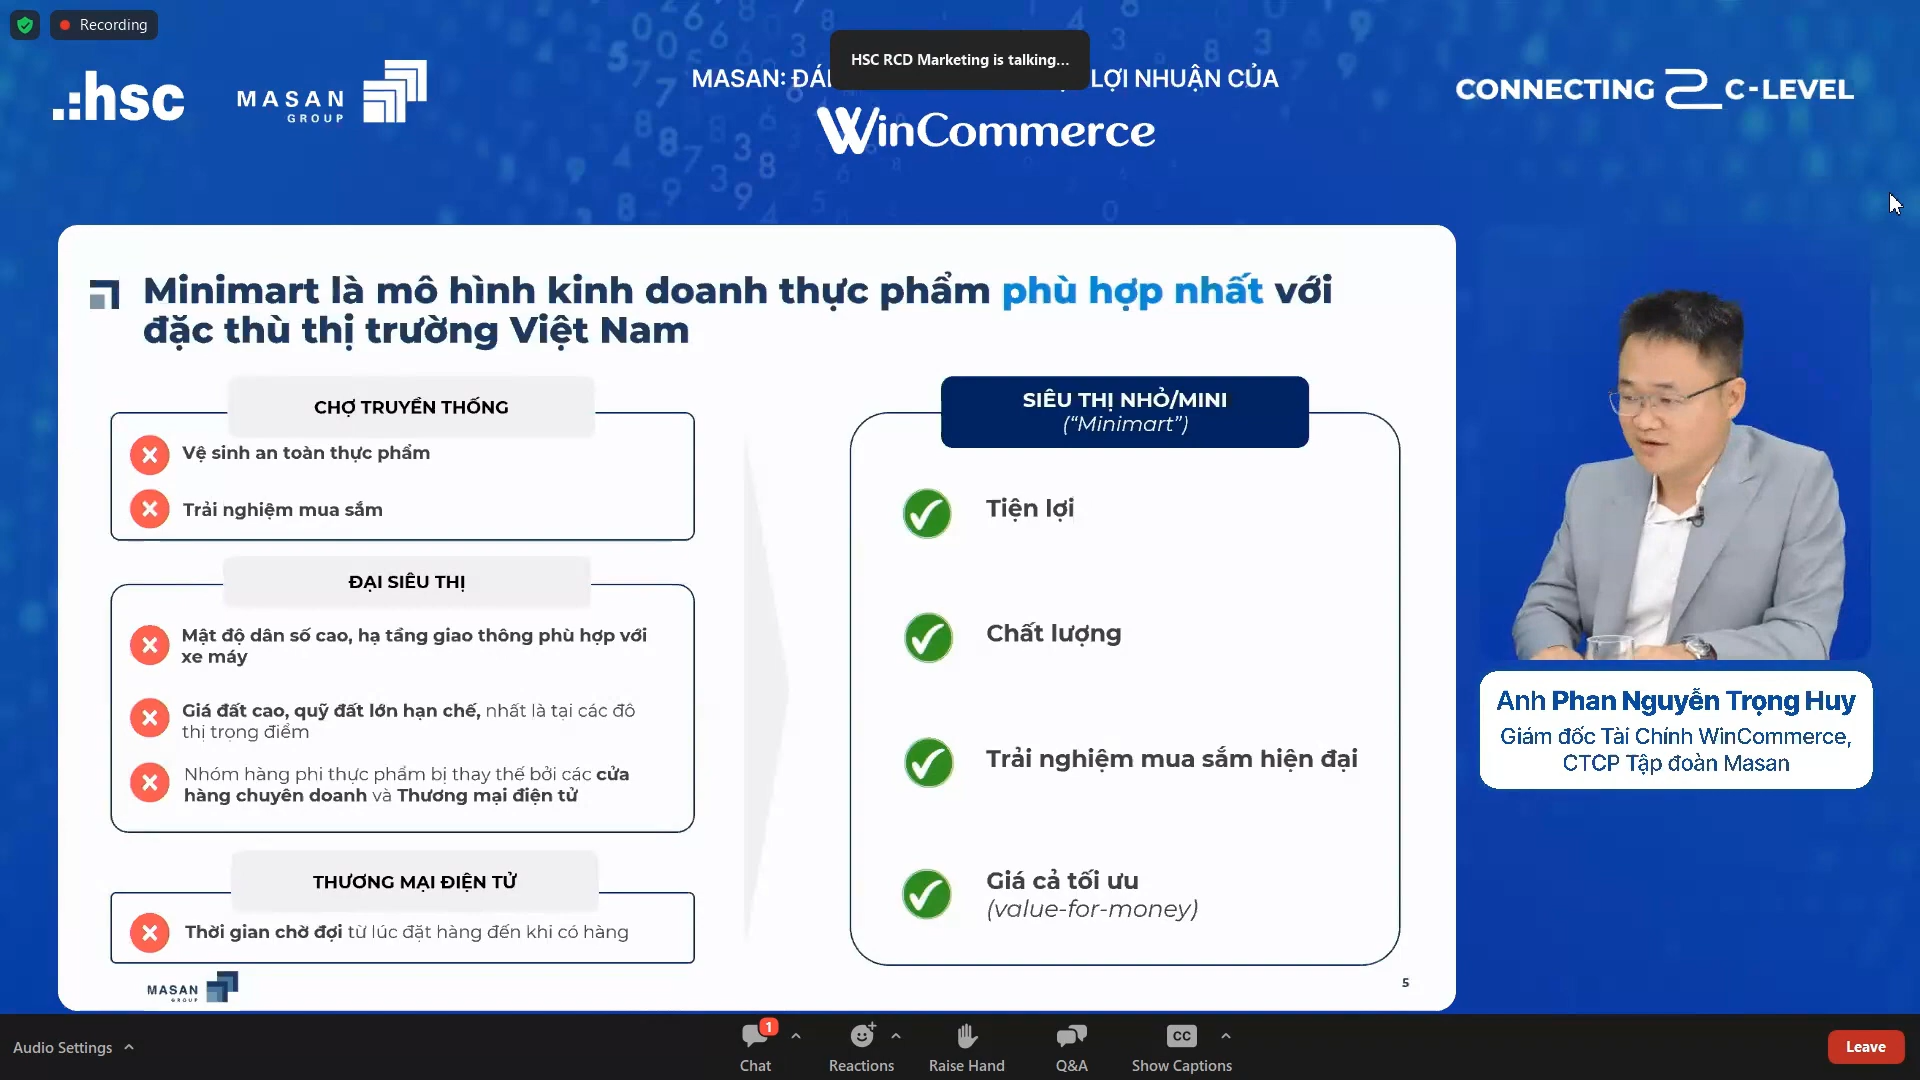 Recording
HSC RCD Marketing is talking...
.:hsc
MASAN
GROUP
MASAN: ĐÁ
LỢI NHUẬN CỦA
WinCommerce
CONNECTING 2 C-LEVEL
Minimart là mô hình kinh doanh thực phẩm phù hợp nhất với
đặc thù thị trường Việt Nam
CHỢ TRUYỀN THỐNG
Vệ sinh an toàn thực phẩm
Trải nghiệm mua sắm
ĐẠI SIÊU THỊ
Mật độ dân số cao, hạ tầng giao thông phù hợp với
xe máy
Giá đất cao, quỹ đất lớn hạn chế, nhất là tại các đô
thị trọng điểm
Nhóm hàng phi thực phẩm bị thay thế bởi các cửa
hàng chuyên doanh và Thương mại điện tử
THƯƠNG MẠI ĐIỆN TỬ
Thời gian chờ đợi từ lúc đặt hàng đến khi có hàng
SIÊU THỊ NHỎ/MINI
(“Minimart”)
Tiện lợi
Chất lượng
Trải nghiệm mua sắm hiện đại
Giá cả tối ưu
(value-for-money)
MASAN
GROUP
5
Anh Phan Nguyễn Trọng Huy
Giám đốc Tài Chính WinCommerce,
CTCP Tập đoàn Masan
Audio Settings
1
Chat
Reactions
Raise Hand
Q&A
CC
Show Captions
Leave